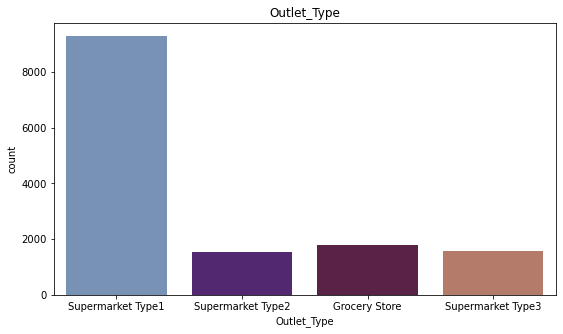 Outlet_Type
8000
6000
4000
2000
0
count
Supermarket Type1 Supermarket Type2 Grocery Store Supermarket Type3
Outlet_Type